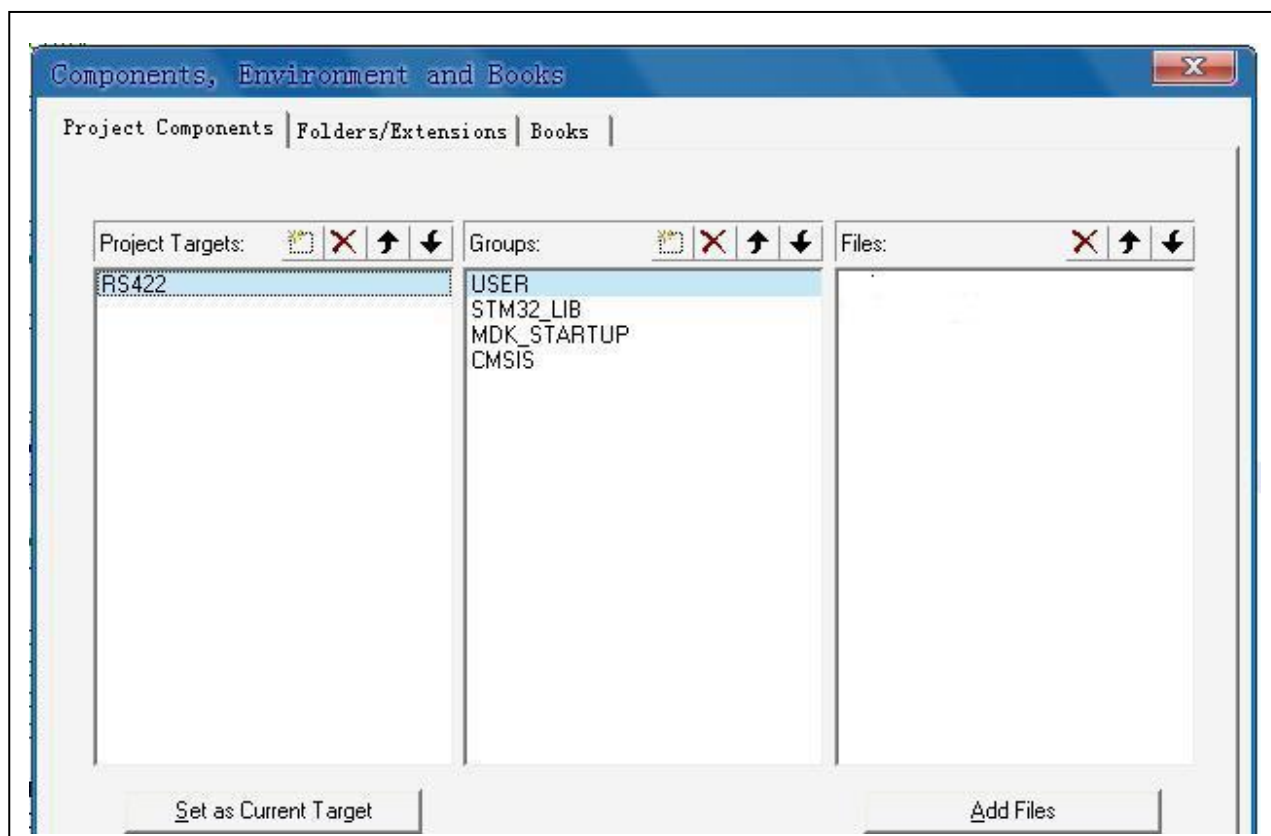 Components, Environment and Books
Project Components Folders/Extensions Books
Project Targets: Groups: Files:
RS422 USER
STM32_LIB
MDK_STARTUP
CMSIS
Set as Current Target Add Files